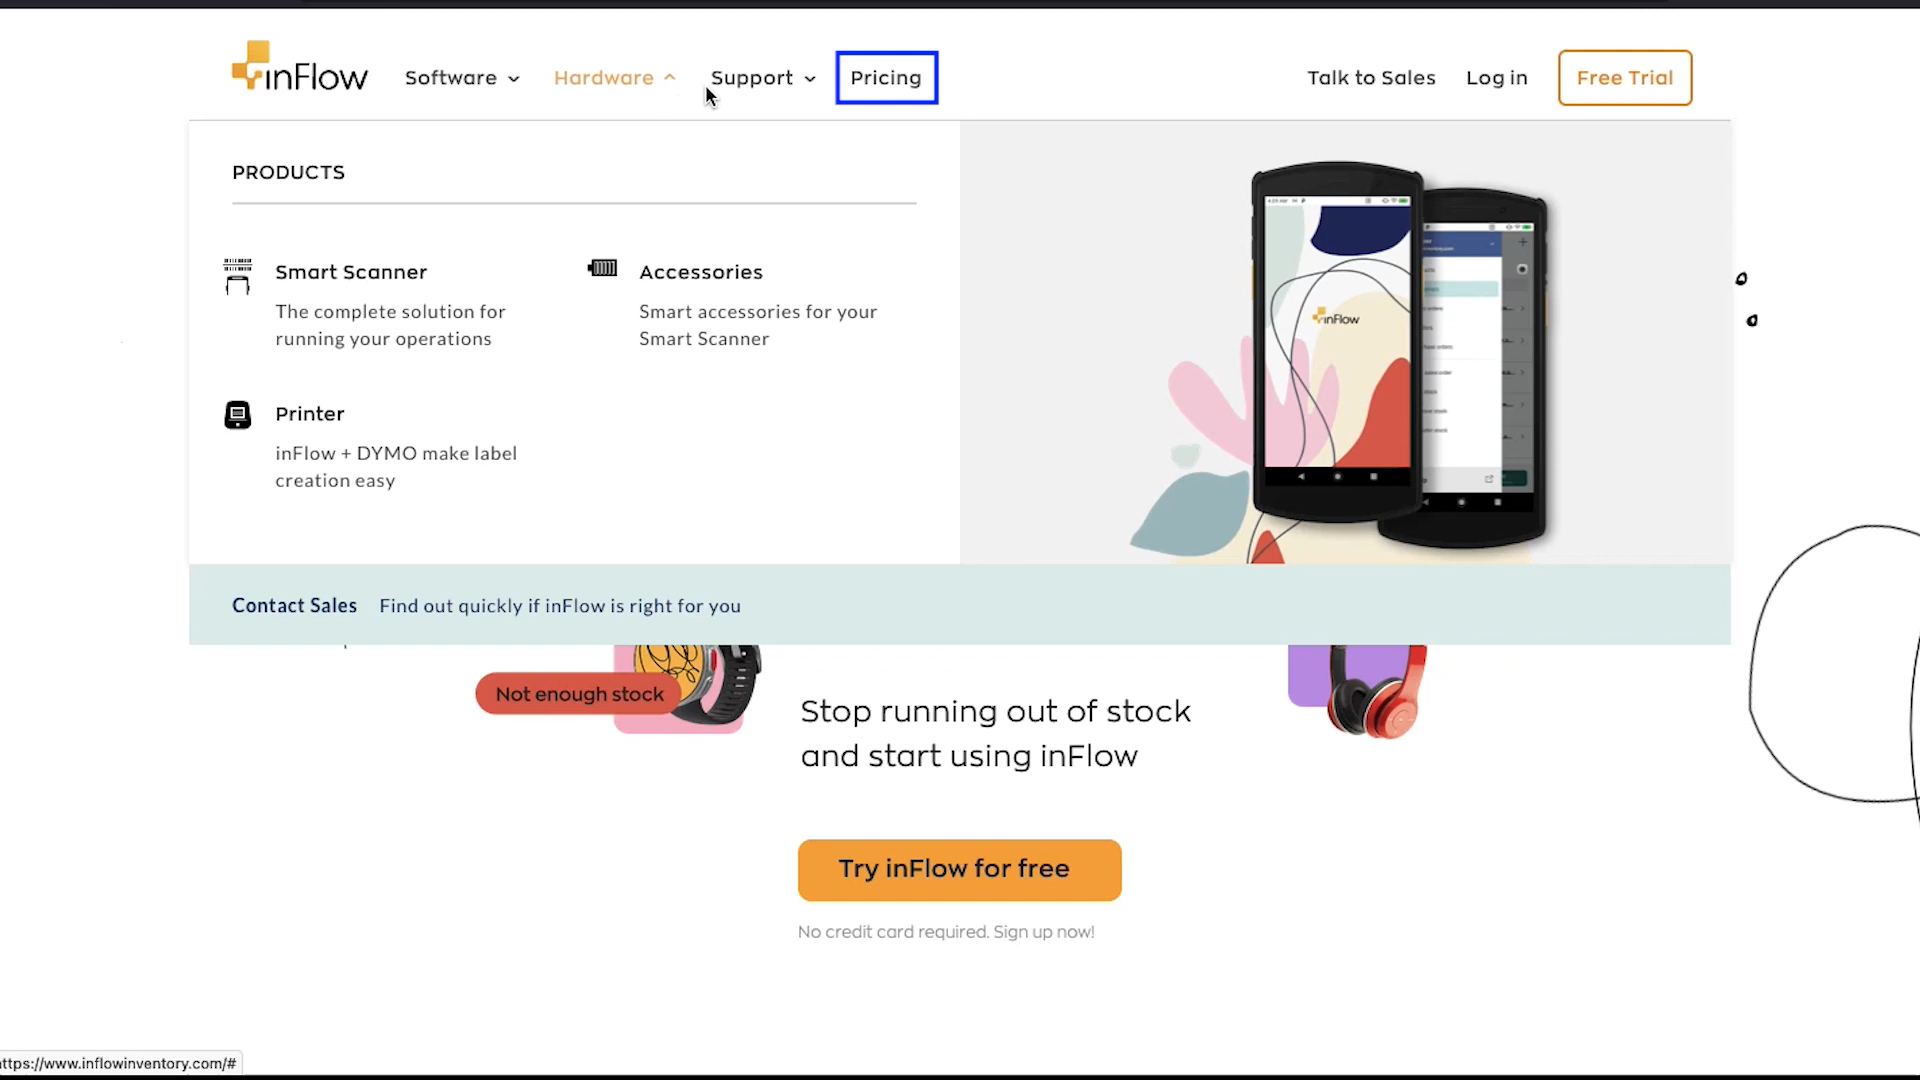 inFlow
Software
Hardware
Support
Pricing
Talk to Sales
Log in
Free Trial
PRODUCTS
Smart Scanner
The complete solution for
running your operations
Accessories
Smart accessories for your
Smart Scanner
Printer
inFlow + DYMO make label
creation easy
inFlow
Contact Sales Find out quickly if inFlow is right for you
Not enough stock
Stop running out of stock
and start using inFlow
Try inFlow for free
No credit card required. Sign up now!
ttps://www.inflowinventory.com/#